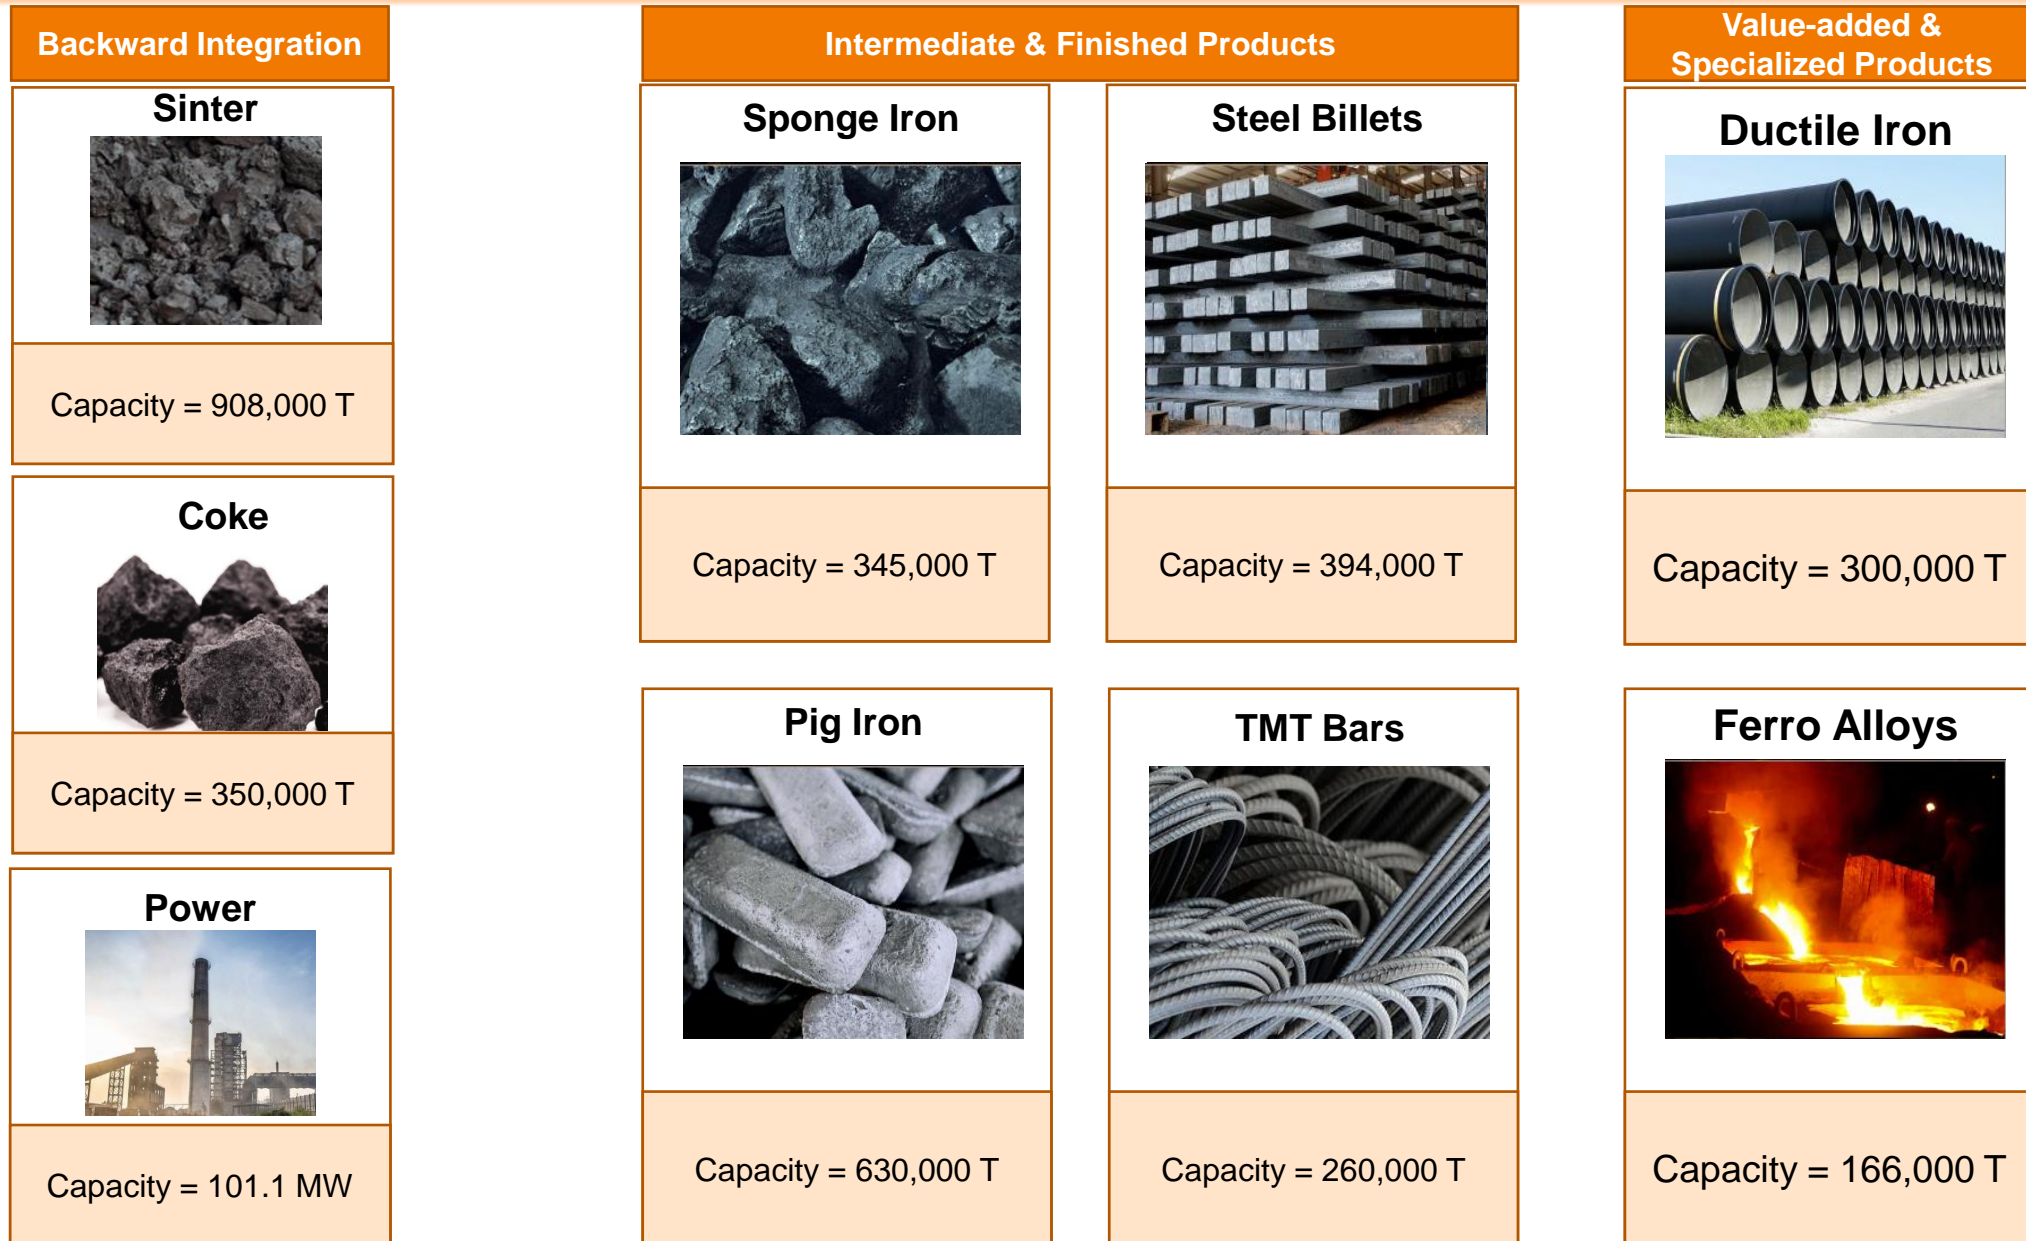 Backward Integration
Sinter
Capacity = 908,000 T
Coke
Capacity = 350,000 T
Power
Capacity = 101.1 MW
Intermediate & Finished Products
Sponge Iron
Capacity = 345,000 T
Steel Billets
Capacity = 394,000 T
Pig Iron
Capacity = 630,000 T
TMT Bars
Capacity = 260,000 T
Value-added &
Specialized Products
Ductile Iron
Capacity = 300,000 T
Ferro Alloys
Capacity = 166,000 T